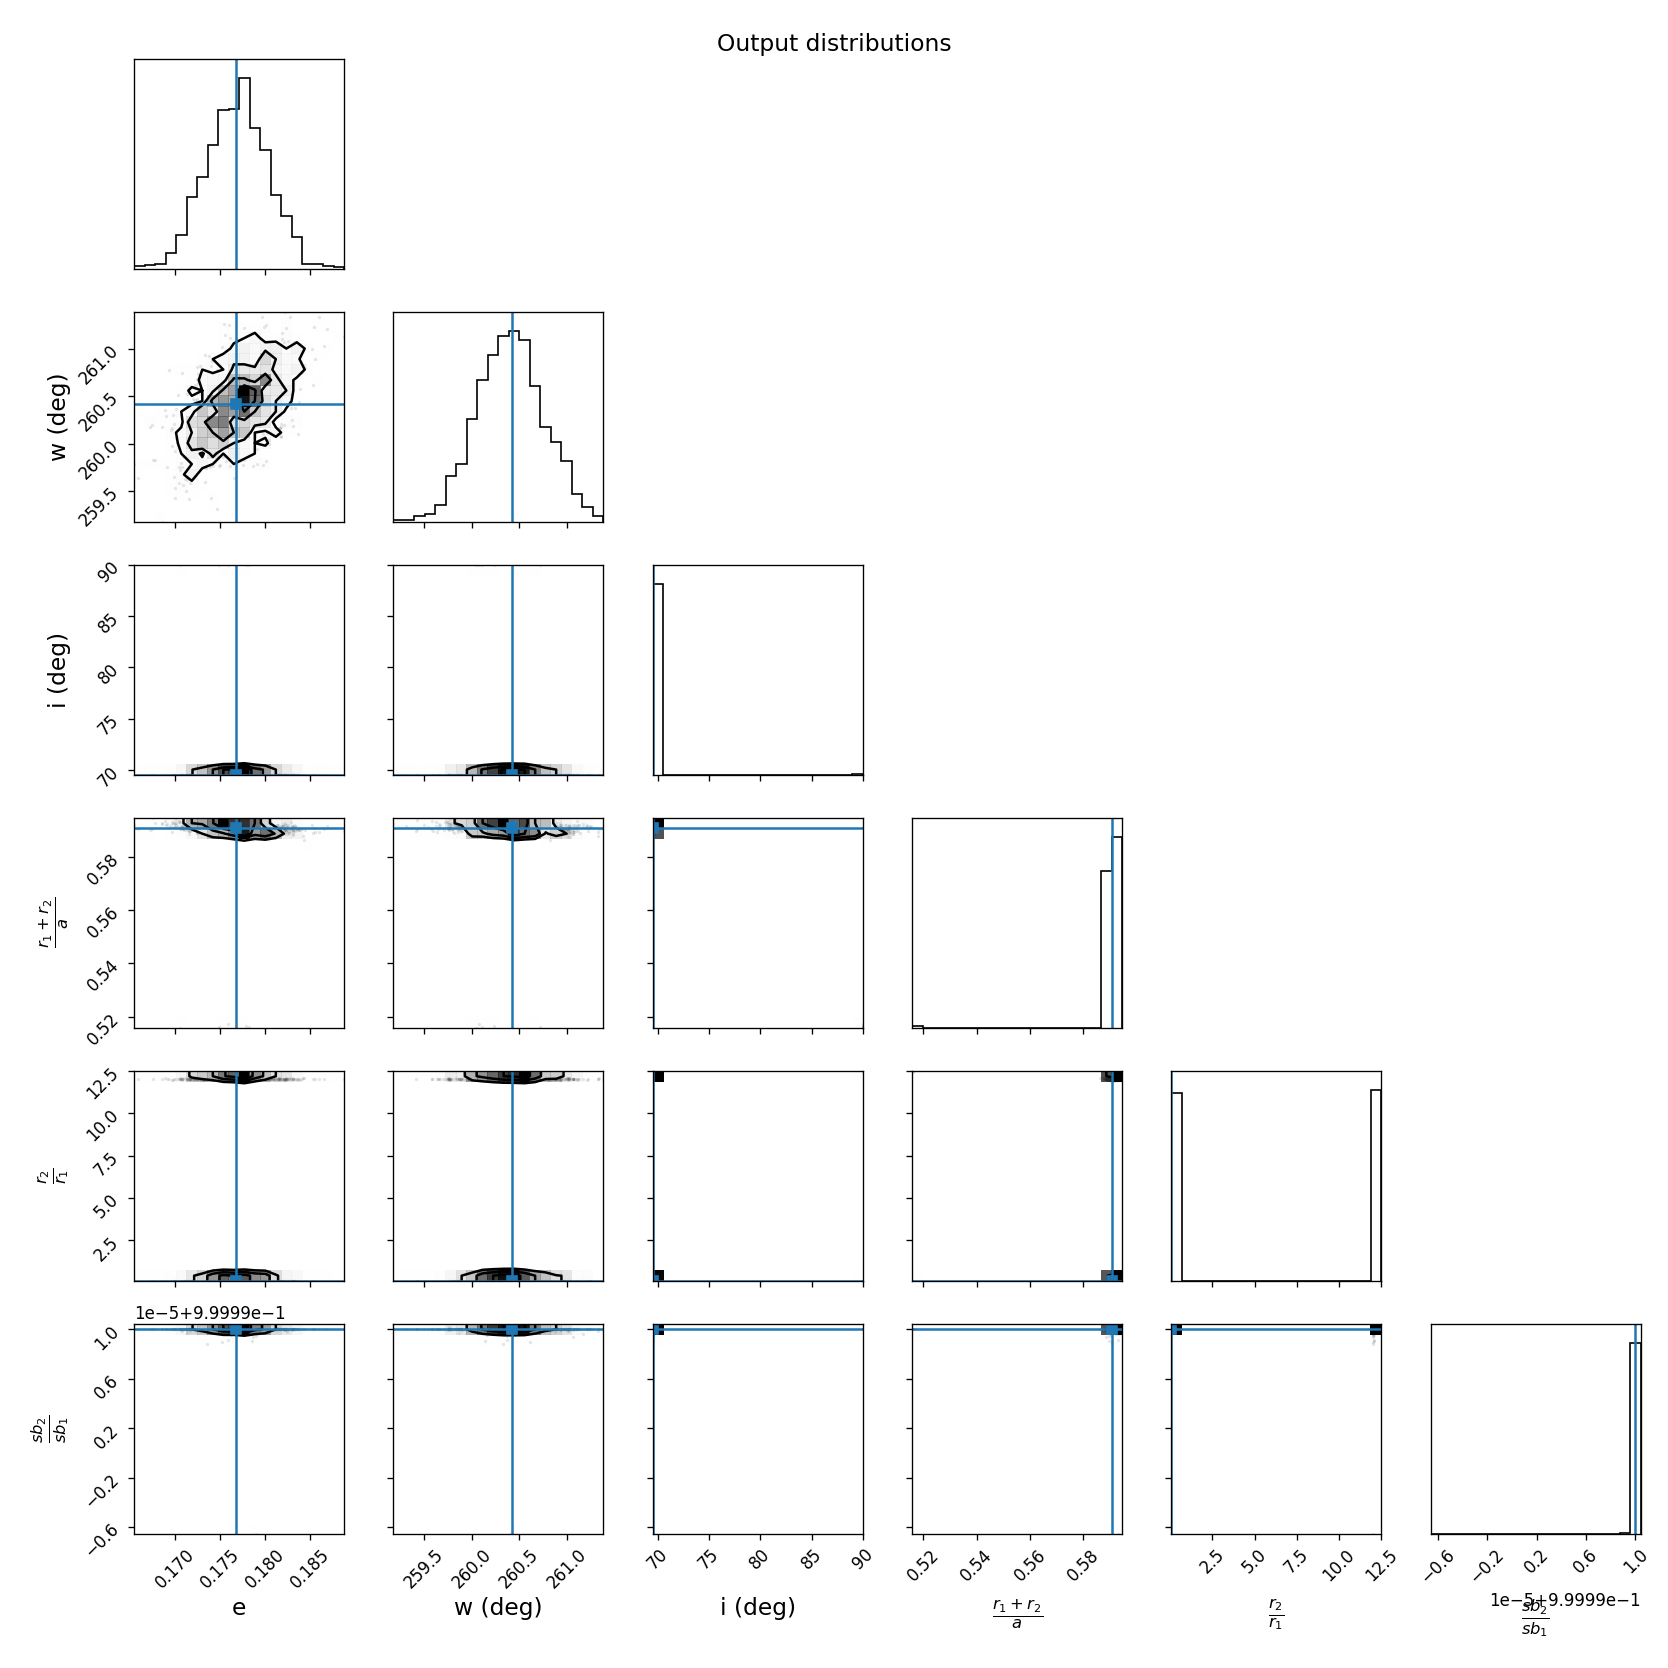 Output distributions
w (deg)
261.0
260.5
260.0
259.5
i (deg)
90
85
80
75
70
r₁ + r₂
a
0.58
0.56
0.54
0.52
r₂
r₁
12.5
10.0
7.5
5.0
2.5
1e−5+9.9999e−1
sb₂
sb₁
1.0
0.6
0.2
−0.2
−0.6
0.170 0.175 0.180 0.185 259.5 260.0 260.5 261.0 70 75 80 85 90 0.52 0.54 0.56 0.58 2.5 5.0 7.5 10.0 12.5 −0.6 −0.2 0.2 0.6 1.0
1e−5+9.9999e−1
e w (deg) i (deg)
r₁ + r₂
a
r₂
r₁
sb₂
sb₁